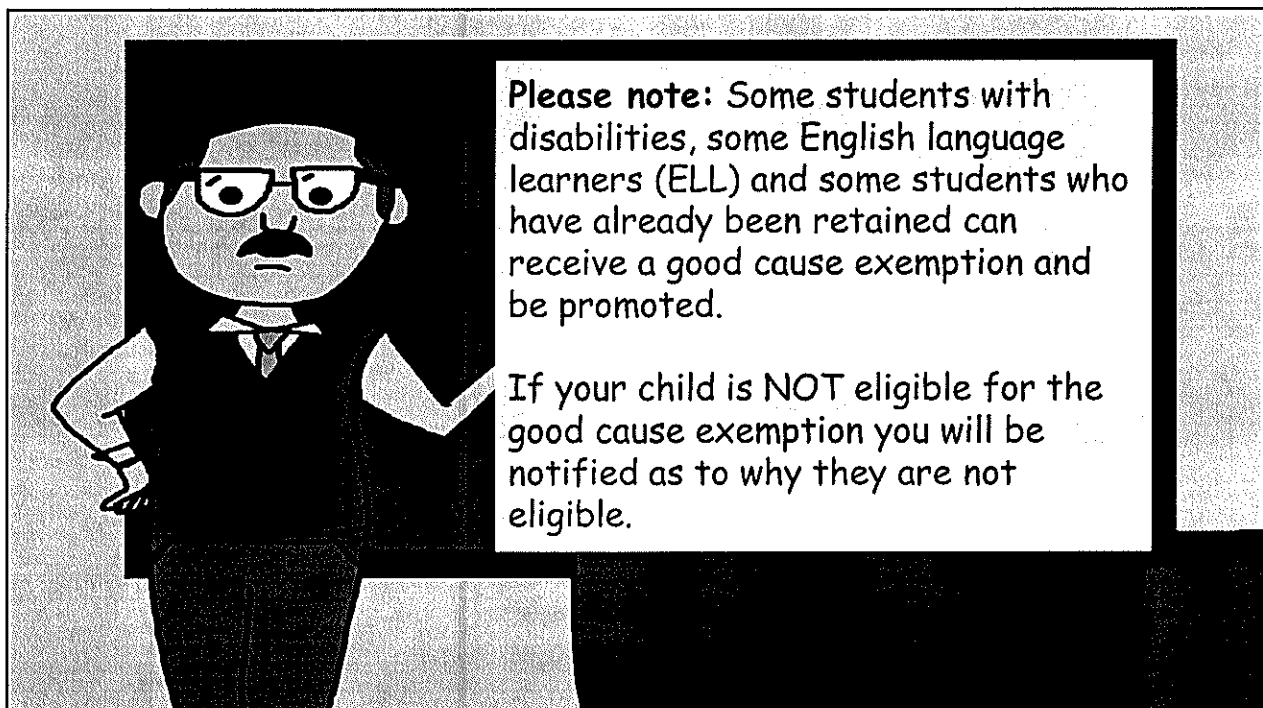 Please note: Some students with
disabilities, some English language
learners (ELL) and some students who
have already been retained can
receive a good cause exemption and
be promoted.
If your child is NOT eligible for the
good cause exemption you will be
notified as to why they are not
eligible.